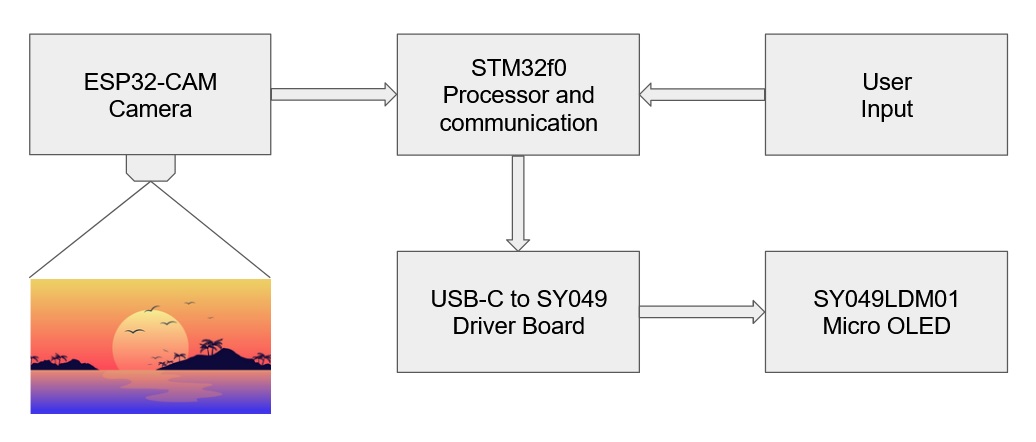 ESP32-CAM
Camera
STM32f0
Processor and
communication
User
Input
USB-C to SY049
Driver Board
SY049LDM01
Micro OLED